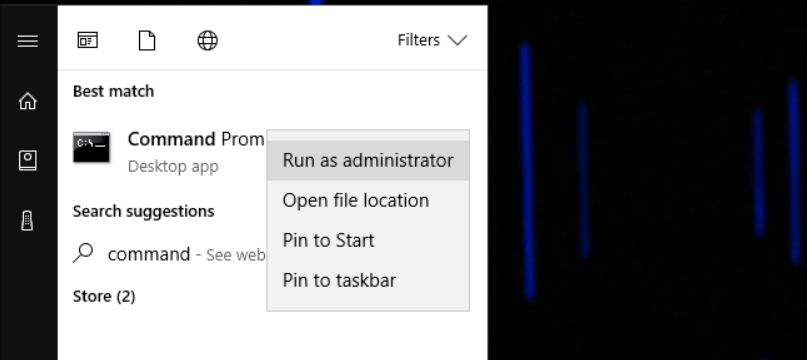 Filters
Best match
Command Prom
Desktop app
Run as administrator
Open file location
Search suggestions
Pin to Start
command - See web
Pin to taskbar
Store (2)